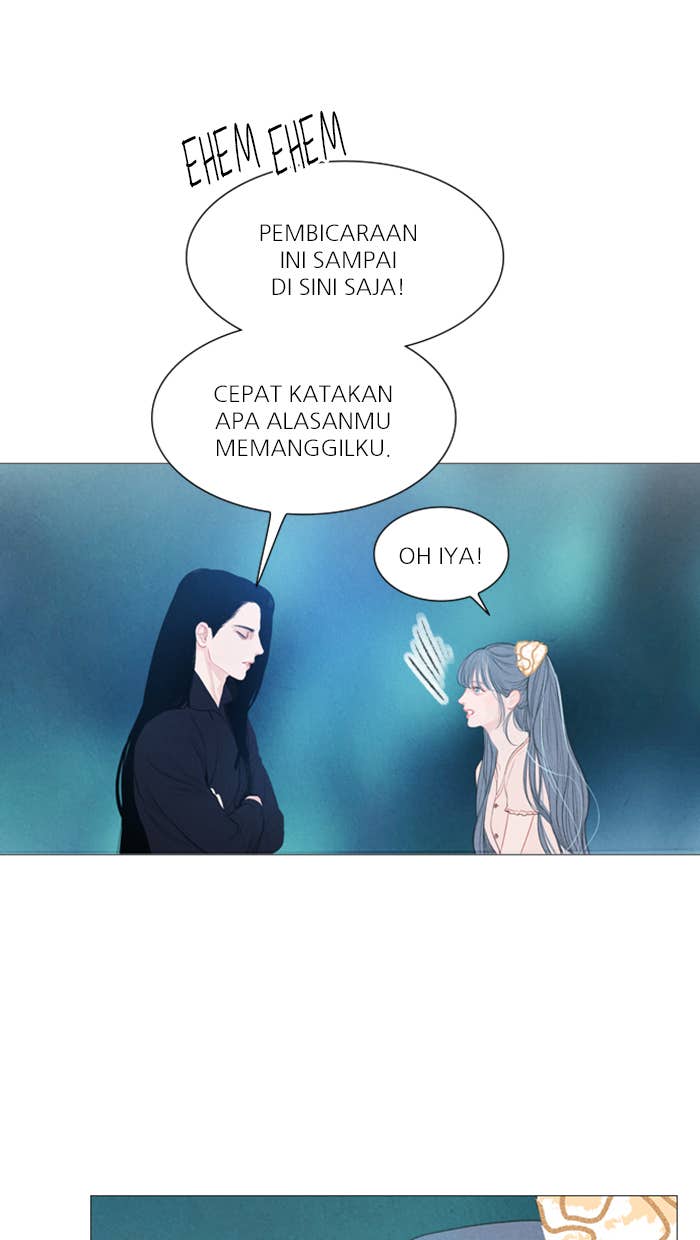 EHEM EHEM
PEMBICARAAN
INI SAMPAI
DI SINI SAJA!
CEPAT KATAKAN
APA ALASANMU
MEMANGGILKU.
OH IYA!